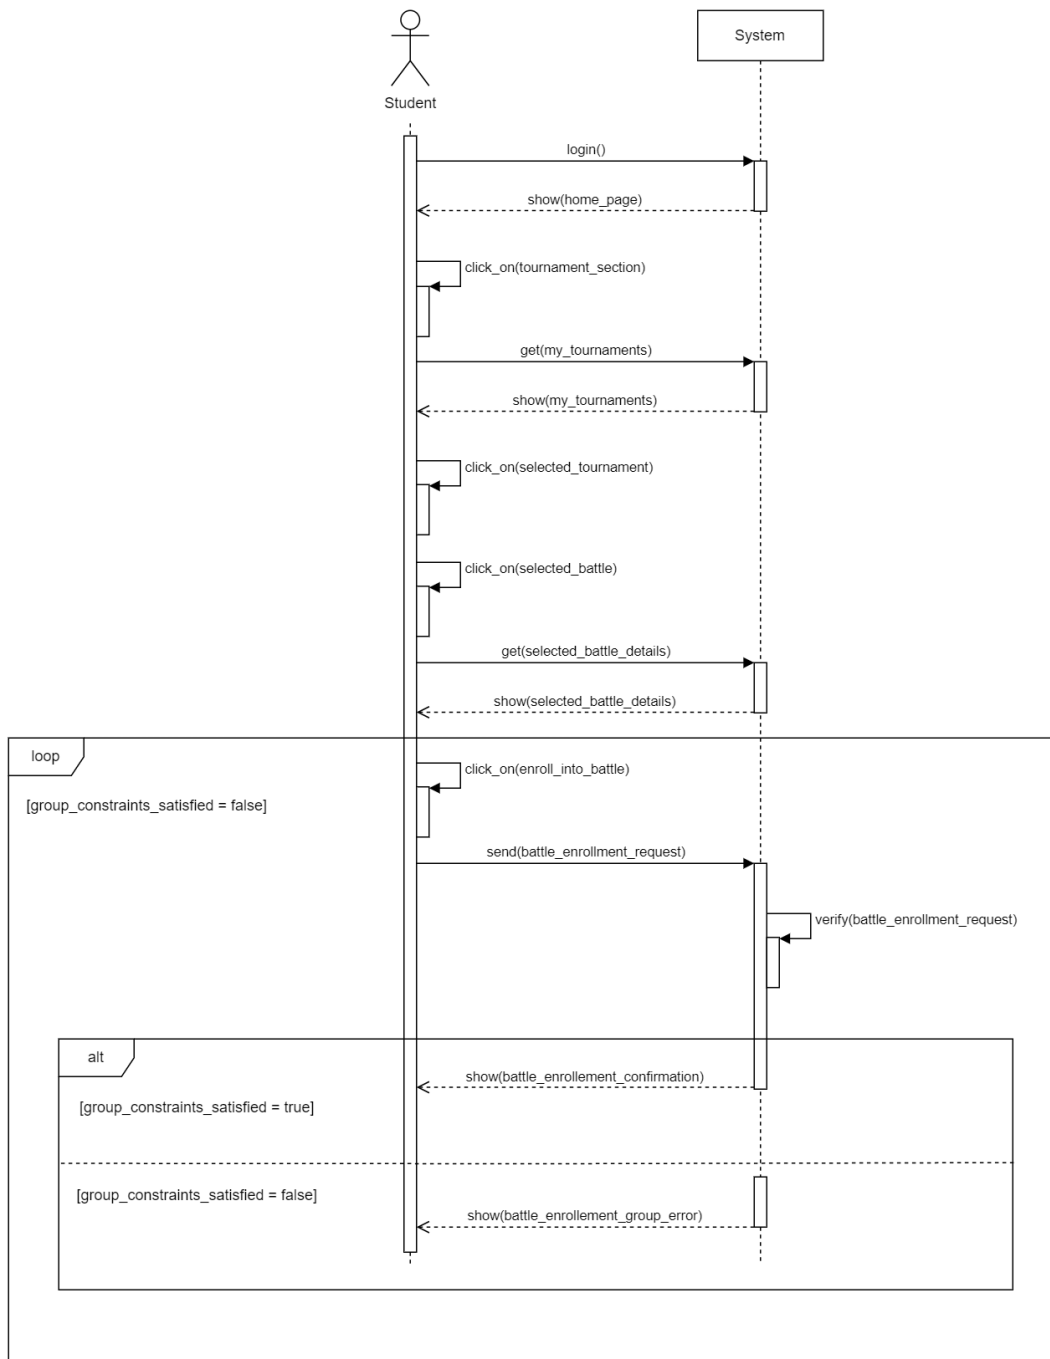 System
Student
login()
show(home_page)
click_on(tournament_section)
get(my_tournaments)
show(my_tournaments)
click_on(selected_tournament)
click_on(selected_battle)
get(selected_battle_details)
show(selected_battle_details)
loop
click_on(enroll_into_battle)
[group_constraints_satisfied = false]
send(battle_enrollment_request)
verify(battle_enrollment_request)
alt
show(battle_enrollement_confirmation)
[group_constraints_satisfied = true]
[group_constraints_satisfied = false]
show(battle_enrollement_group_error)